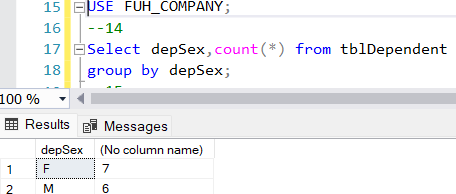 15 USE FUH_COMPANY;
16 --14
17 Select depSex,count(*) from tblDependent
18 group by depSex;
100 %
Results Messages
depSex (No column name)
1 F 7
2 M 6